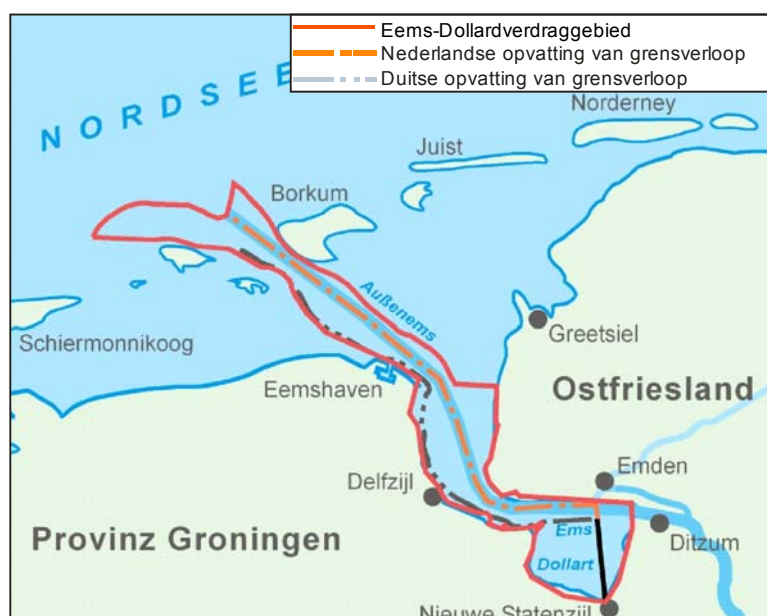 Eems-Dollardverdraggebied
Nederlandse opvatting van grensverloop
Duitse opvatting van grensverloop
NORDSEE
Norderney
Juist
Borkum
Außenems
Greetsiel
Schiermonnikoog
Eemshaven
Ostfriesland
Emden
Delfzijl
Provinz Groningen
Ems
Ditzum
Dollart
Nieuwe Statenzijl